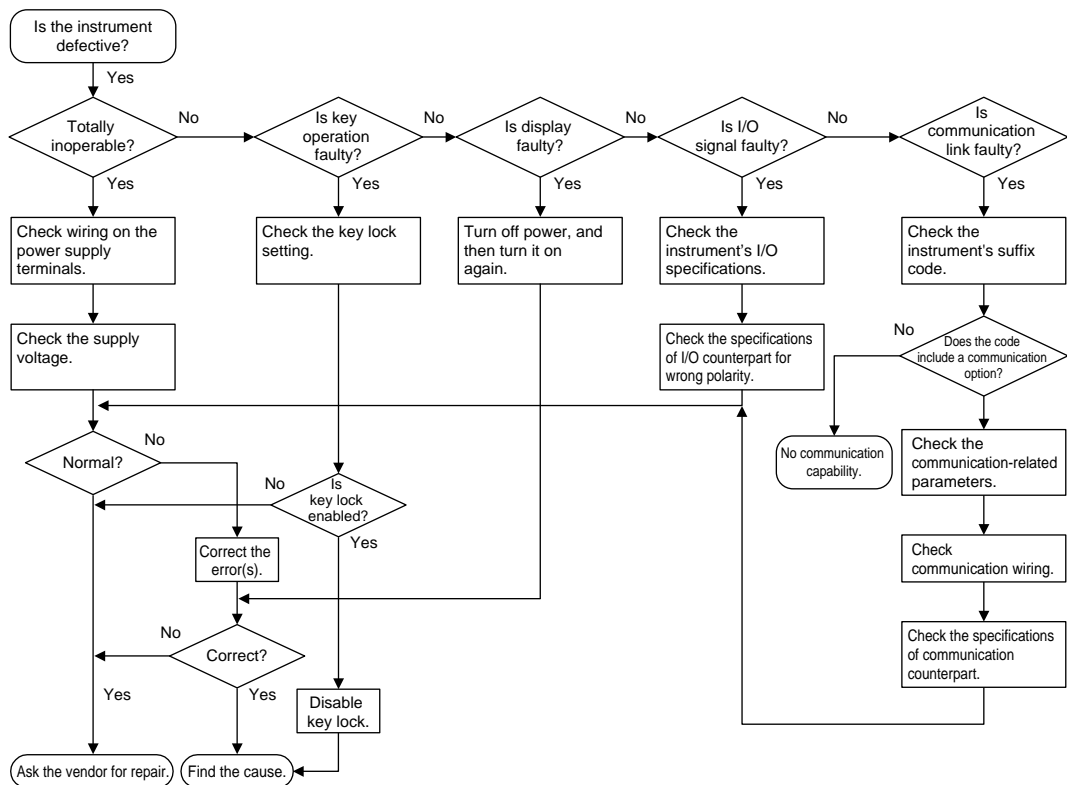 Is the instrument
defective?
Yes
Totally
inoperable?
No
Is key
operation
faulty?
No
Is display
faulty?
No
Is I/O
signal faulty?
No
Is
communication
link faulty?
Yes
Yes
Yes
Yes
Check wiring on the
power supply
terminals.
Check the key lock
setting.
Turn off power, and
then turn it on
again.
Check the
instrument's I/O
specifications.
Check the
instrument's suffix
code.
Check the supply
voltage.
Check the specifications
of I/O counterpart for
wrong polarity.
No
Does the code
include a communication
option?
No communication
capability.
Check the
communication-related
parameters.
Normal?
No
No
Is
key lock
enabled?
Yes
Correct the
error(s).
Check
communication wiring.
No
Correct?
Check the specifications
of communication
counterpart.
Yes
Yes
Disable
key lock.
Ask the vendor for repair.
Find the cause.